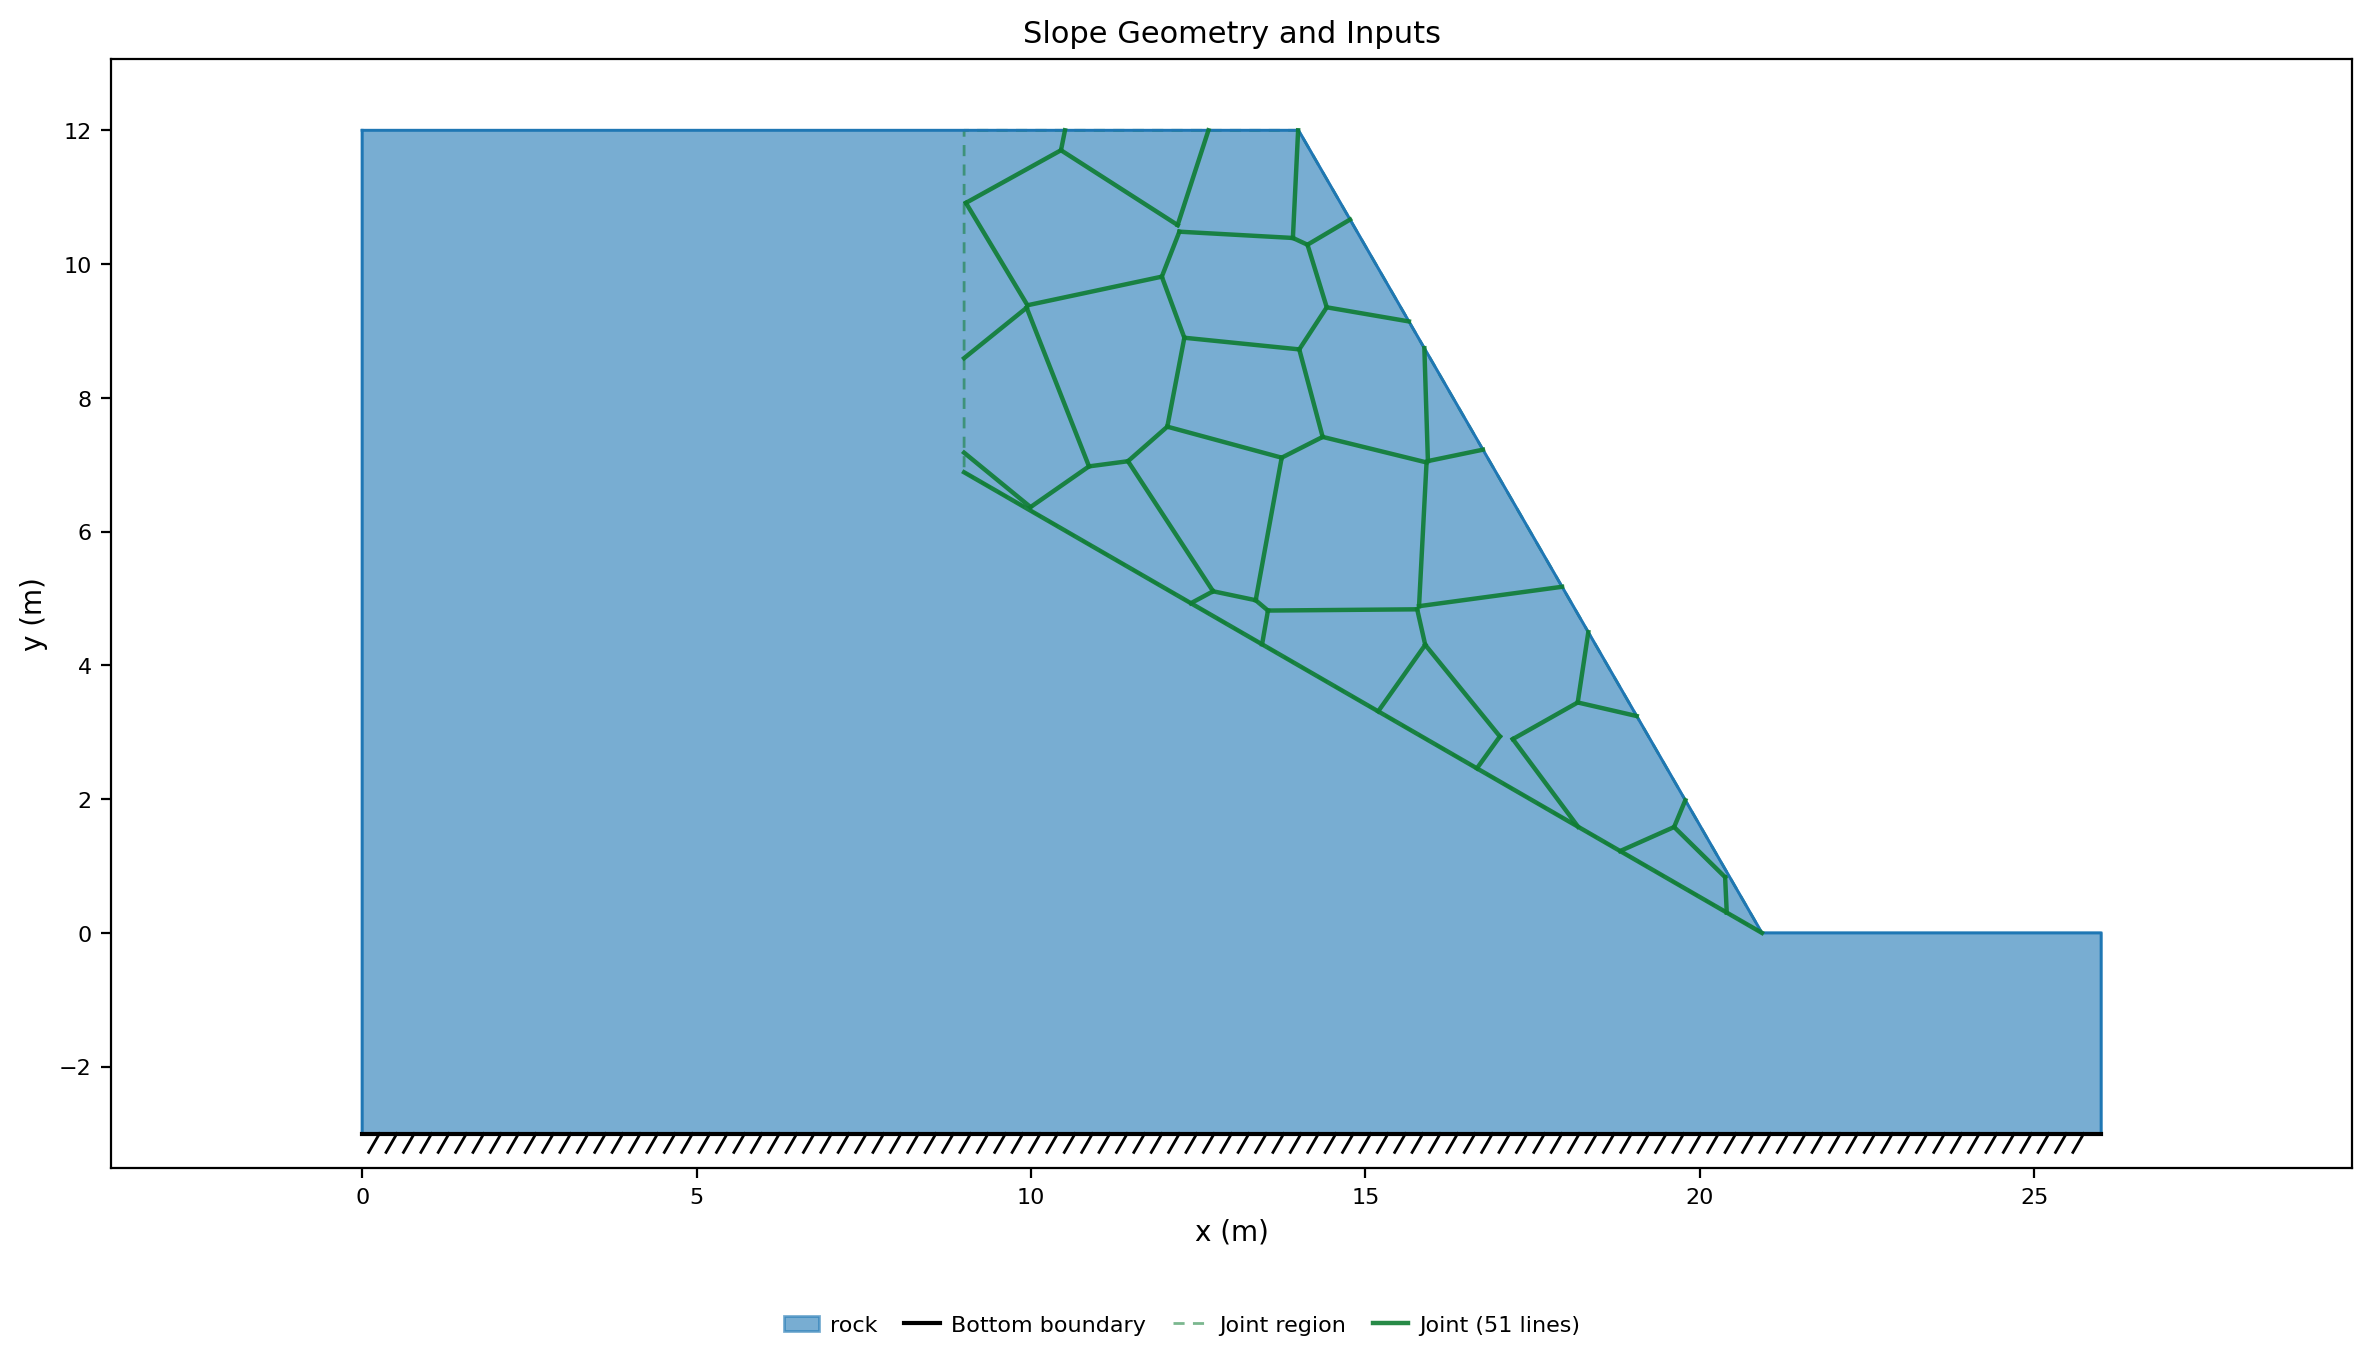 Slope Geometry and Inputs
12
10
8
6
4
2
0
−2
y (m)
0 5 10 15 20 25
x (m)
rock Bottom boundary Joint region Joint (51 lines)